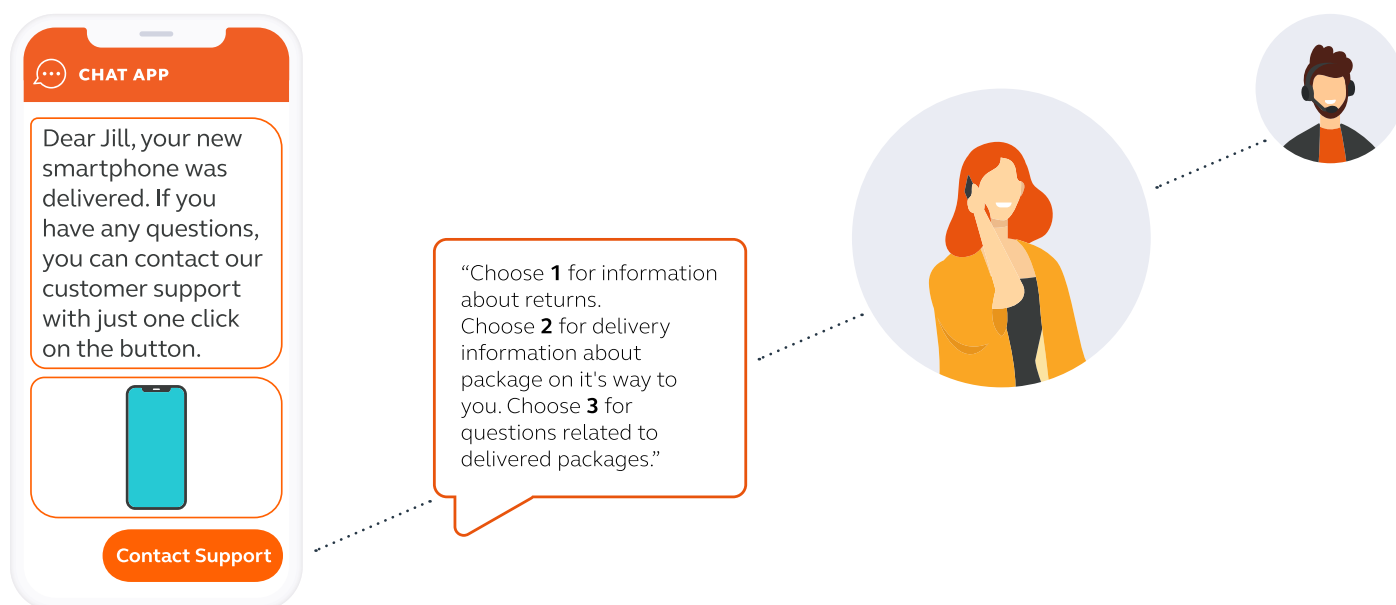 CHAT APP
Dear Jill, your new
smartphone was
delivered. If you
have any questions,
you can contact our
customer support
with just one click
on the button.
Contact Support
“Choose 1 for information
about returns.
Choose 2 for delivery
information about
package on it's way to
you. Choose 3 for
questions related to
delivered packages.”